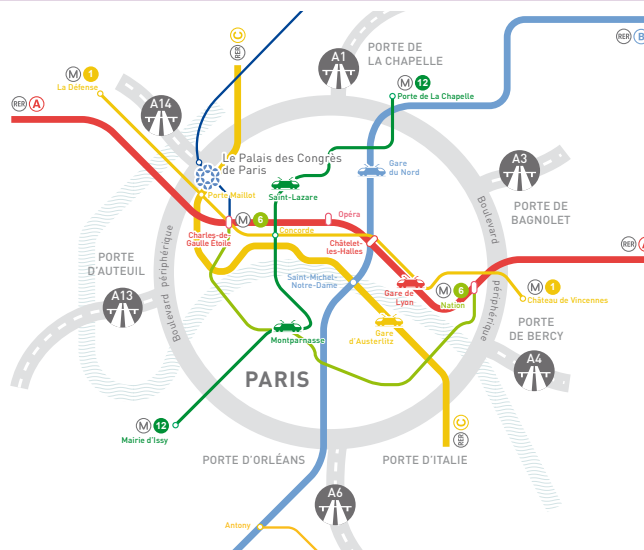 RER C
A1
PORTE DE
LA CHAPELLE
RER B
M 1
La Défense
M 12
Porte de La Chapelle
RER A
A14
Le Palais des Congrès
de Paris
Gare
du Nord
A3
Porte Maillot
Saint-Lazare
PORTE DE
BAGNOLET
M 6
Opéra
Charles-de-
Gaülle Étoile
Concorde
Châtelet-
les-Halles
Boulevard périphérique
RER A
PORTE
D'AUTEUIL
Boulevard périphérique
Saint-Michel-
Notre-Dame
Gare de
Lyon
M 6
Nation
M 1
Château de Vincennes
A13
Gare
d'Austerlitz
PORTE
DE BERCY
Montparnasse
A4
PARIS
M 12
Mairie d'Issy
RER C
PORTE D'ORLÉANS
PORTE D'ITALIE
A6
Antony